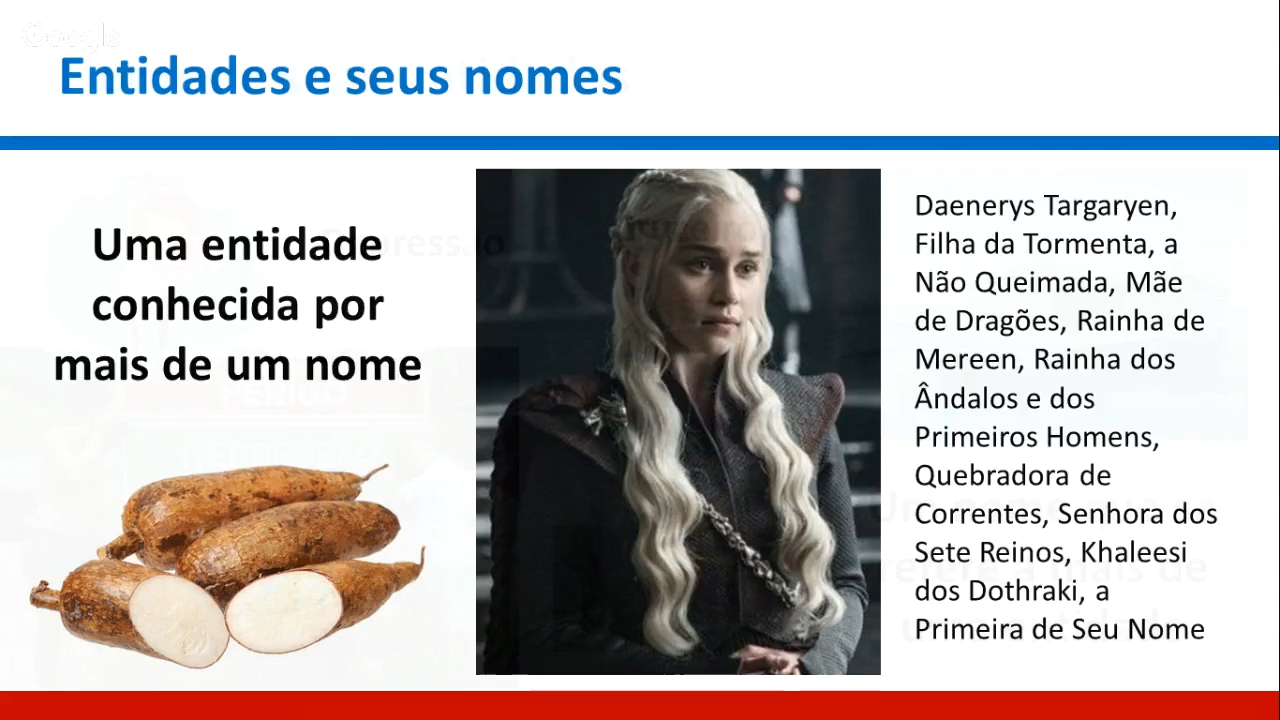 Google
Entidades e seus nomes
Uma entidade
conhecida por
mais de um nome
Daenerys Targaryen,
Filha da Tormenta, a
Não Queimada, Mãe
de Dragões, Rainha de
Mereen, Rainha dos
Ândalos e dos
Primeiros Homens,
Quebradora de
Correntes, Senhora dos
Sete Reinos, Khaleesi
dos Dothraki, a
Primeira de Seu Nome